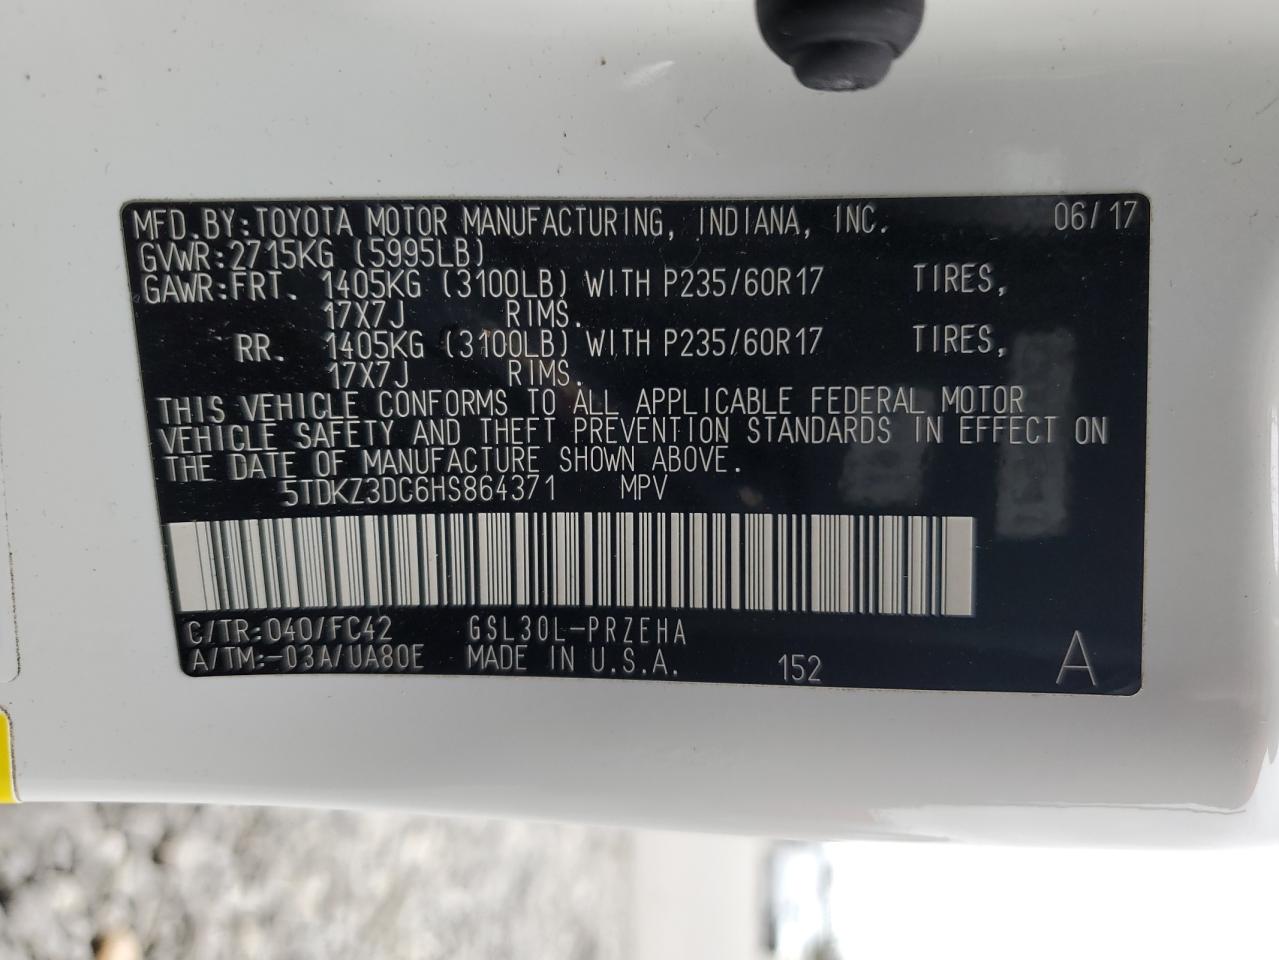 MFD.BY:TOYOTA MOTOR MANUFACTURING, INDIANA, INC. 06/17
GVWR:2715KG (5995LB)
GAWR:FRT. 1405KG (3100LB) WITH P235/60R17 TIRES,
17X7J RIMS.
RR. 1405KG (3100LB) WITH P235/60R17 TIRES,
17X7J RIMS.
THIS VEHICLE CONFORMS TO ALL APPLICABLE FEDERAL MOTOR
VEHICLE SAFETY AND THEFT PREVENTION STANDARDS IN EFFECT ON
THE DATE OF MANUFACTURE SHOWN ABOVE.
5TDKZ3DC6HS864371 MPV
C/TR:040/FC42 GSL30L-PRZEHA
A/TM:-03A/UA80E MADE IN U.S.A. 152 A